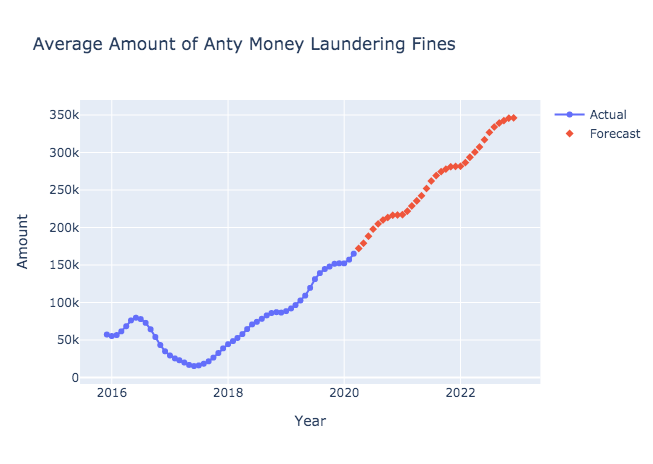 Average Amount of Anty Money Laundering Fines
Actual
Forecast
350k
300k
250k
200k
150k
100k
50k
0
Amount
2016
2018
2020
2022
Year